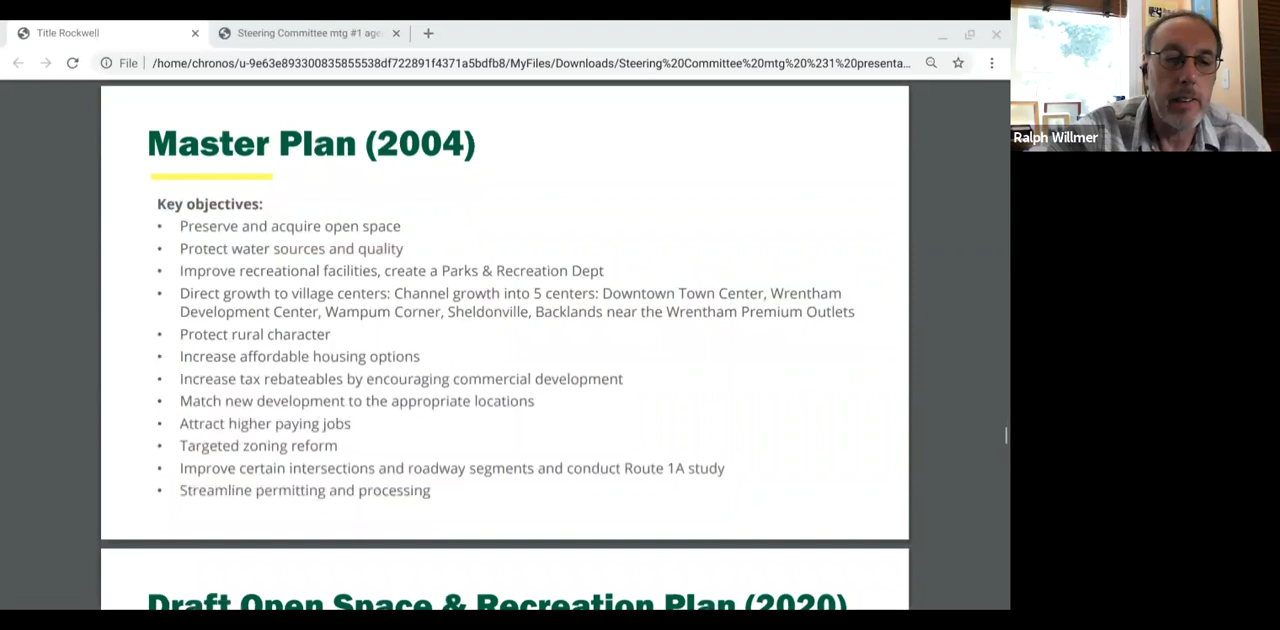 Title Rockwell
Steering Committee mtg #1 age
File
/home/chronos/u-9e63e893300835855538df722891f4371a5bdfb8/MyFiles/Downloads/Steering%20Committee%20mtg%20%231%20presenta...
Ralph Willmer
Master Plan (2004)
Key objectives:
• Preserve and acquire open space
• Protect water sources and quality
• Improve recreational facilities, create a Parks & Recreation Dept
• Direct growth to village centers: Channel growth into 5 centers: Downtown Town Center, Wrentham
Development Center, Wampum Corner, Sheldonville, Backlands near the Wrentham Premium Outlets
• Protect rural character
• Increase affordable housing options
• Increase tax rebateables by encouraging commercial development
• Match new development to the appropriate locations
• Attract higher paying jobs
• Targeted zoning reform
• Improve certain intersections and roadway segments and conduct Route 1A study
• Streamline permitting and processing
Draft Open Space & Recreation Plan (2020)